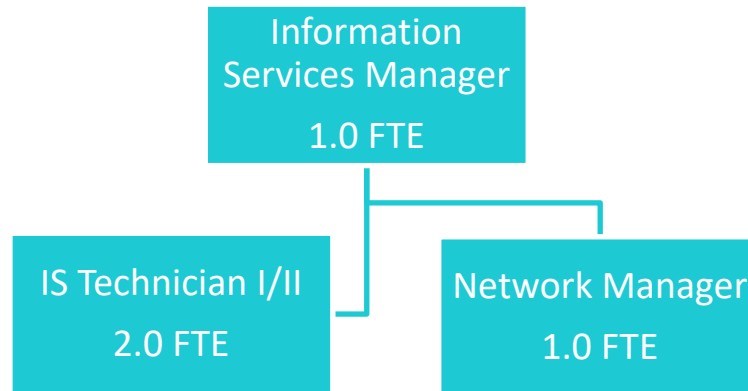 Information
Services Manager
1.0 FTE
IS Technician I/II
2.0 FTE
Network Manager
1.0 FTE